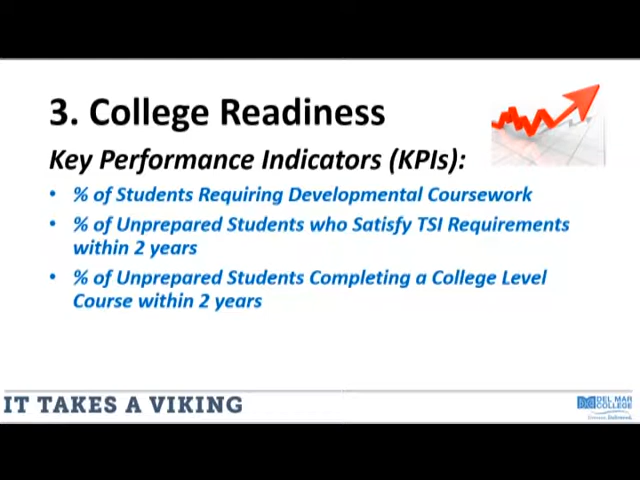 3. College Readiness
Key Performance Indicators (KPIs):
• % of Students Requiring Developmental Coursework
• % of Unprepared Students who Satisfy TSI Requirements
within 2 years
• % of Unprepared Students Completing a College Level
Course within 2 years
IT TAKES A VIKING
DEL MAR
COLLEGE